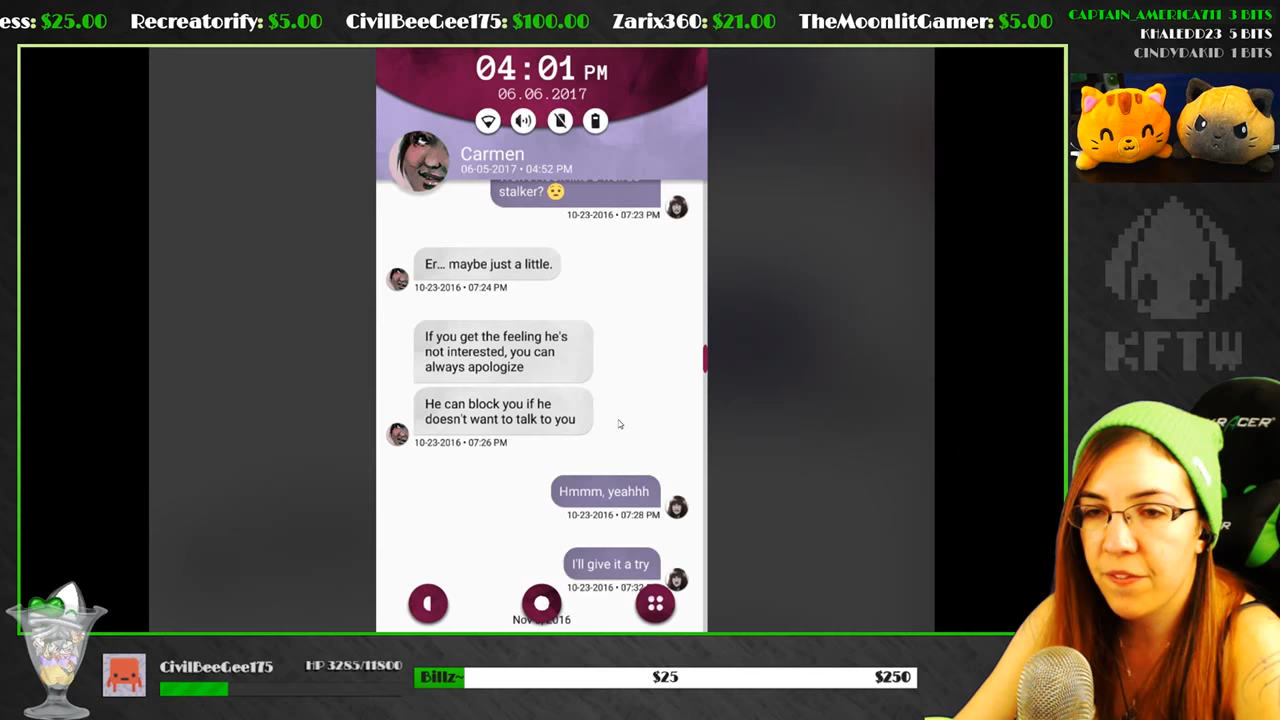 ess: $25.00 Recreatorify: $5.00 CivilBeeGee175: $100.00 Zarix360: $21.00 TheMoonlitGamer: $5.00
CAPTAIN_AMERICA711 3 BITS
KHALEDD23 5 BITS
CINDYDAKID 1 BITS
04:01 PM
06.06.2017
Carmen
06-05-2017 • 04:52 PM
stalker? 😔
10-23-2016 • 07:23 PM
Er... maybe just a little.
10-23-2016 • 07:24 PM
If you get the feeling he's
not interested, you can
always apologize
He can block you if he
doesn't want to talk to you
10-23-2016 • 07:26 PM
Hmmm, yeahhh
10-23-2016 • 07:28 PM
I'll give it a try
10-23-2016 • 07:32
KFTW
CivilBeeGee175 HP 3285/11800
Billz~ $25 $250